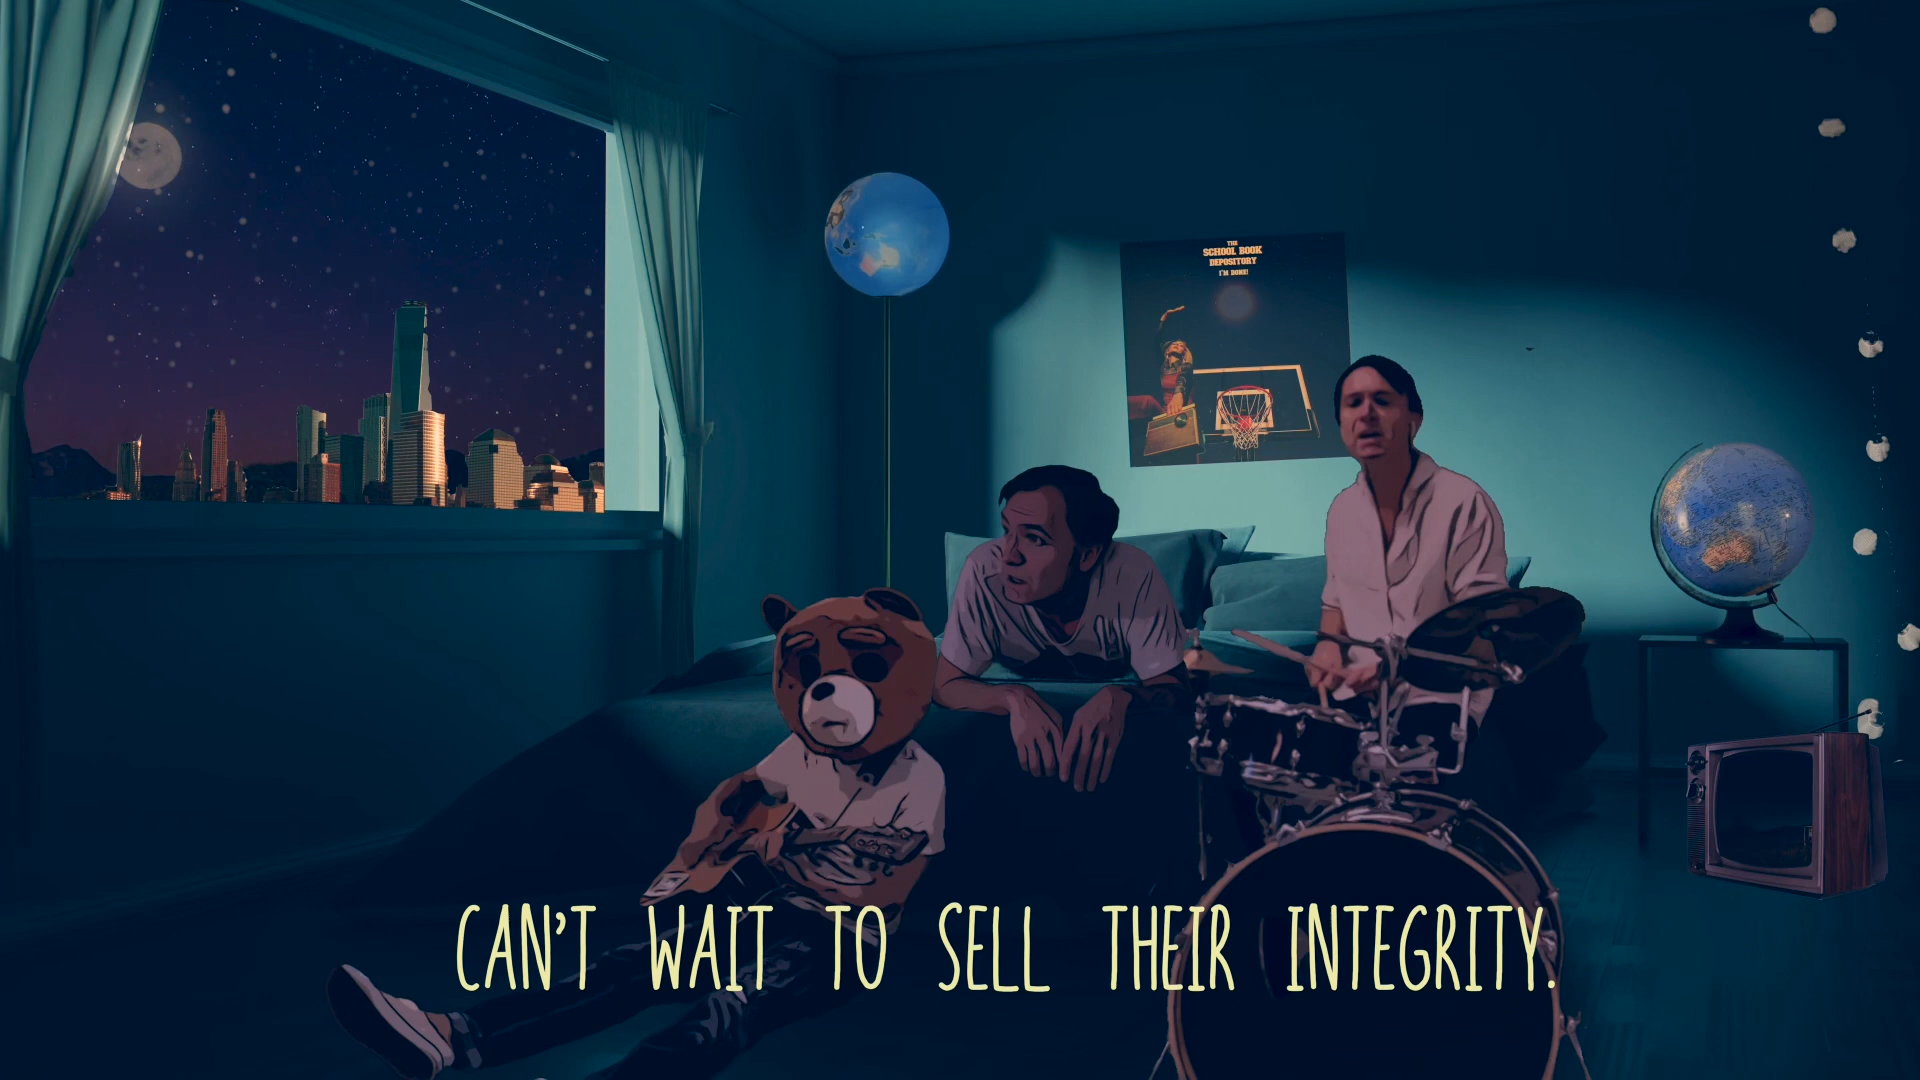 THE
SCHOOL BOOK
DEPOSITORY
I'M DONE!
CAN'T WAIT TO SELL THEIR INTEGRITY.